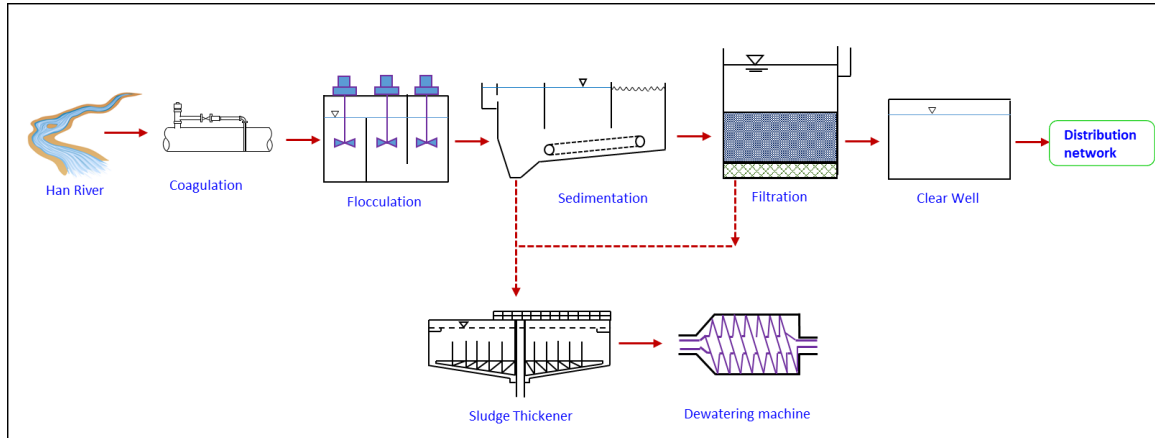 Han River
Coagulation
Flocculation
Sedimentation
Filtration
Clear Well
Distribution
network
Sludge Thickener
Dewatering machine